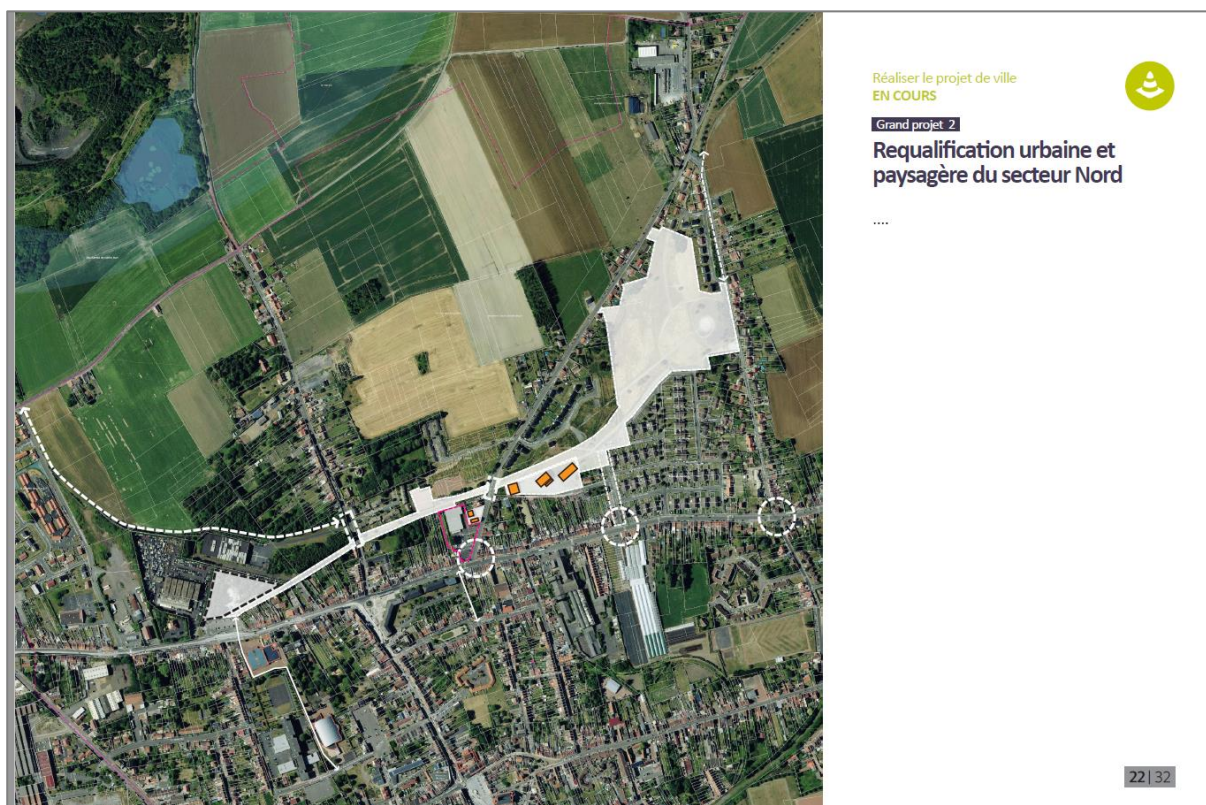 Réaliser le projet de ville
EN COURS
Grand projet 2
Requalification urbaine et
paysagère du secteur Nord
....
22 | 32